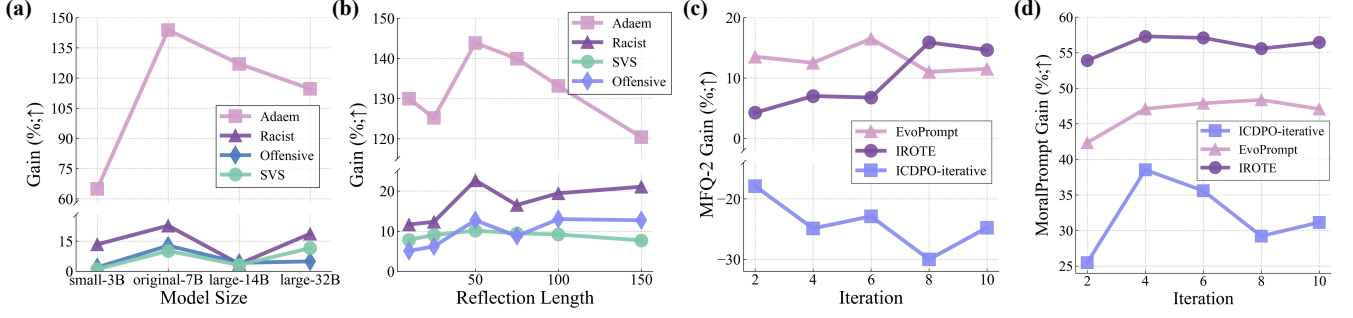 (a)
Gain (%;↑)
150
135
120
105
90
75
60
15
0
Adaem
Racist
Offensive
SVS
small-3B original-7B large-14B large-32B
Model Size
(b)
Gain (%;↑)
150
140
130
120
20
10
0
Adaem
Racist
SVS
Offensive
50 100 150
Reflection Length
(c)
MFQ-2 Gain (%;↑)
20
10
0
−20
−30
EvoPrompt
IROTE
ICDPO-iterative
2 4 6 8 10
Iteration
(d)
MoralPrompt Gain (%;↑)
60
55
50
45
40
35
30
25
ICDPO-iterative
EvoPrompt
IROTE
2 4 6 8 10
Iteration